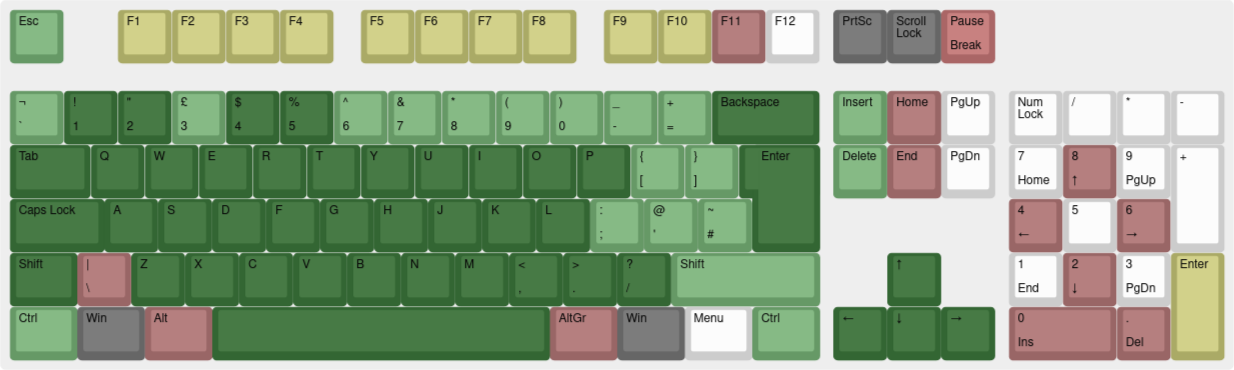 Esc F1 F2 F3 F4 F5 F6 F7 F8 F9 F10 F11 F12 PrtSc Scroll Lock Pause Break
¬ ` ! 1 " 2 £ 3 $ 4 % 5 ^ 6 & 7 * 8 ( 9 ) 0 _ - + = Backspace Insert Home PgUp Num Lock / * -
Tab Q W E R T Y U I O P { [ } ] Enter Delete End PgDn 7 Home 8 ↑ 9 PgUp +
Caps Lock A S D F G H J K L : ; @ ' ~ # 4 ← 5 6 →
Shift | \ Z X C V B N M < , > . ? / Shift ↑ 1 End 2 ↓ 3 PgDn Enter
Ctrl Win Alt AltGr Win Menu Ctrl ← ↓ → 0 Ins . Del